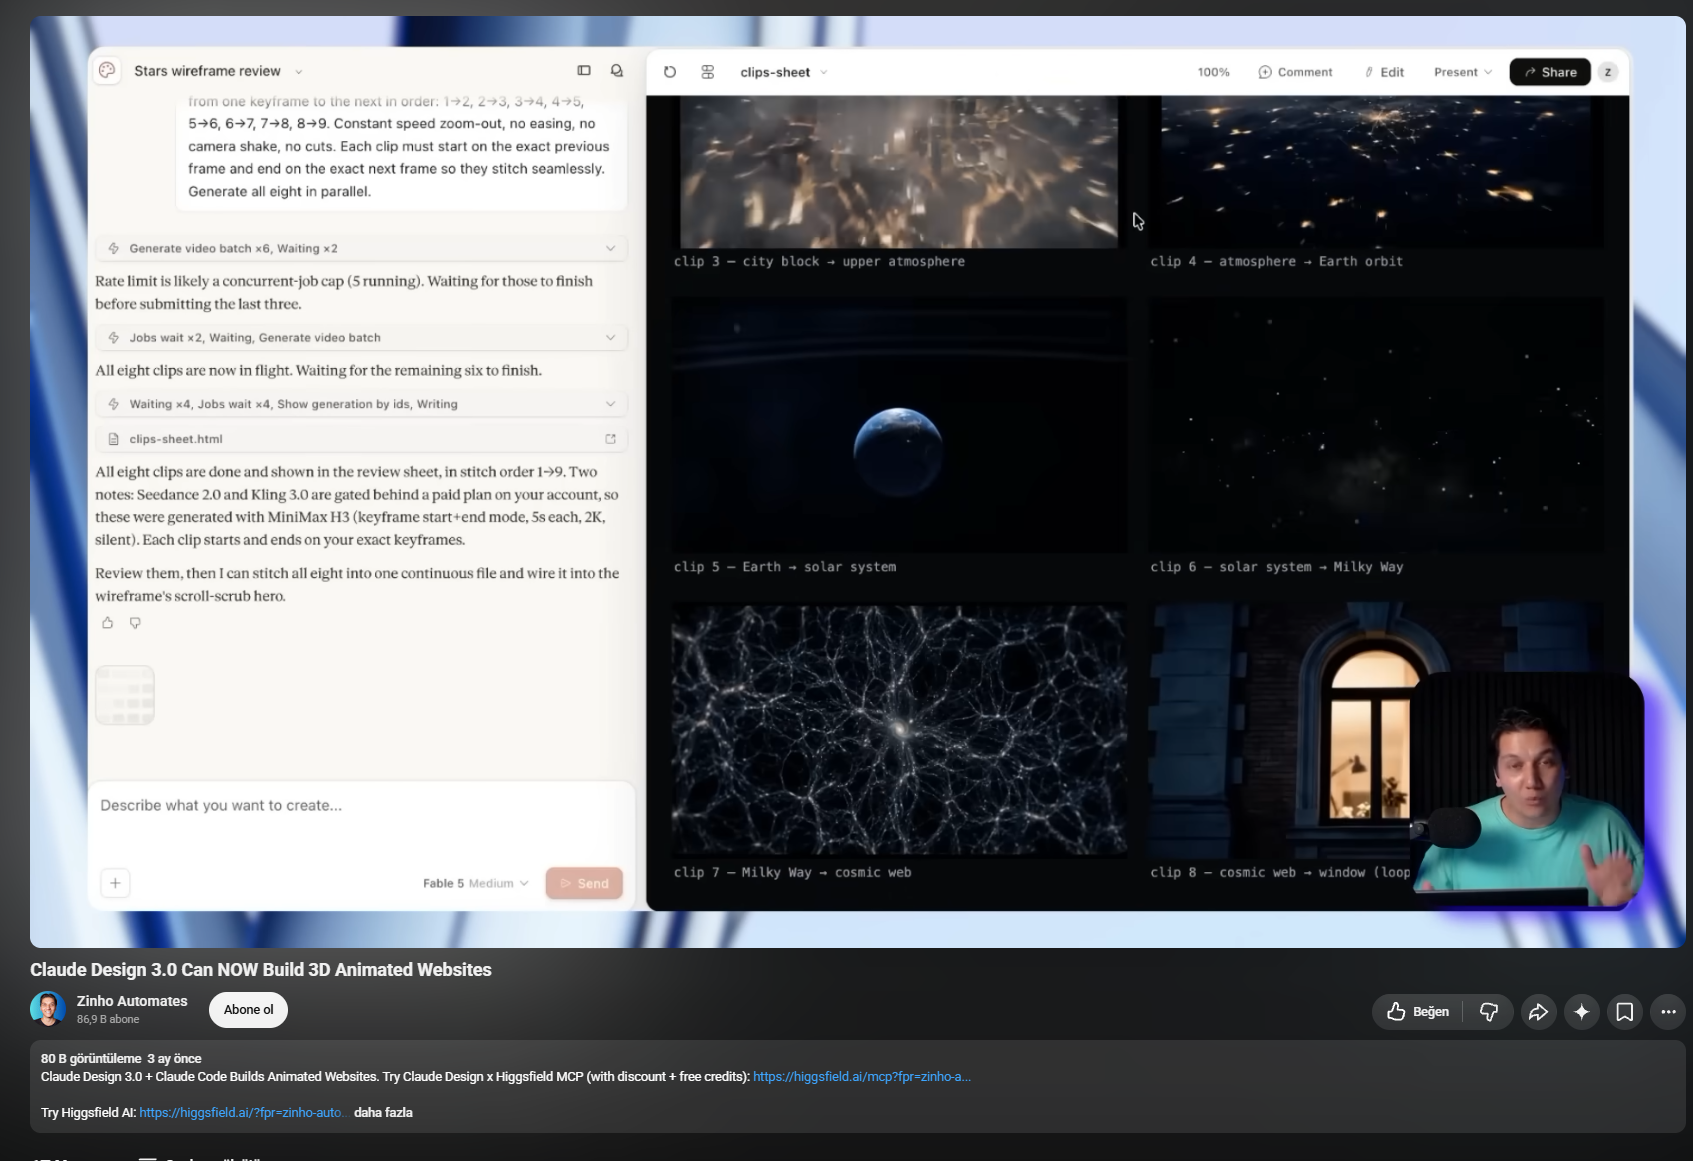 Stars wireframe review
from one keyframe to the next in order: 1→2, 2→3, 3→4, 4→5,
5→6, 6→7, 7→8, 8→9. Constant speed zoom-out, no easing, no
camera shake, no cuts. Each clip must start on the exact previous
frame and end on the exact next frame so they stitch seamlessly.
Generate all eight in parallel.
Generate video batch ×6, Waiting ×2
Rate limit is likely a concurrent-job cap (5 running). Waiting for those to finish
before submitting the last three.
Jobs wait ×2, Waiting, Generate video batch
All eight clips are now in flight. Waiting for the remaining six to finish.
Waiting ×4, Jobs wait ×4, Show generation by ids, Writing
clips-sheet.html
All eight clips are done and shown in the review sheet, in stitch order 1→9. Two
notes: Seedance 2.0 and Kling 3.0 are gated behind a paid plan on your account, so
these were generated with MiniMax H3 (keyframe start+end mode, 5s each, 2K,
silent). Each clip starts and ends on your exact keyframes.
Review them, then I can stitch all eight into one continuous file and wire it into the
wireframe's scroll-scrub hero.
Describe what you want to create...
Fable 5 Medium
Send
clips-sheet
100%
Comment
Edit
Present
Share
Z
clip 3 — city block → upper atmosphere
clip 4 — atmosphere → Earth orbit
clip 5 — Earth → solar system
clip 6 — solar system → Milky Way
clip 7 — Milky Way → cosmic web
clip 8 — cosmic web → window (loop
Claude Design 3.0 Can NOW Build 3D Animated Websites
Zinho Automates
86,9 B abone
Abone ol
Beğen
80 B görüntüleme 3 ay önce
Claude Design 3.0 + Claude Code Builds Animated Websites. Try Claude Design x Higgsfield MCP (with discount + free credits): https://higgsfield.ai/mcp?fpr=zinho-a...
Try Higgsfield AI: https://higgsfield.ai/?fpr=zinho-auto... daha fazla